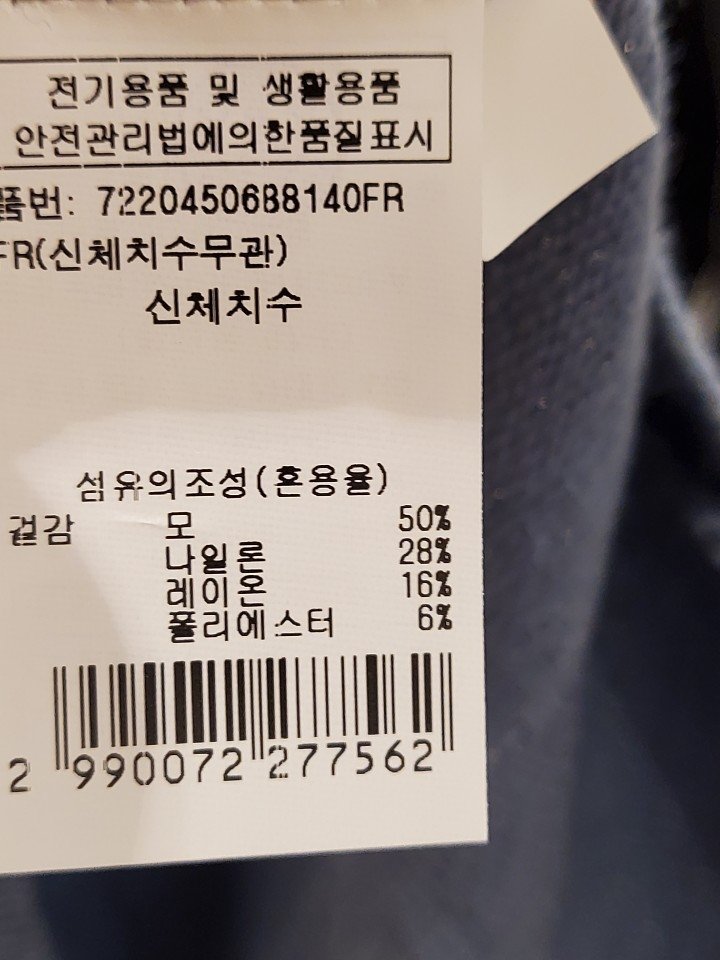 전기용품 및 생활용품
안전관리법에의한품질표시
품번: 7220450688140FR
FR(신체치수무관)
신체치수
섬유의조성(혼용율)
겉감 모 50%
나일론 28%
레이온 16%
폴리에스터 6%
2 990072 277562